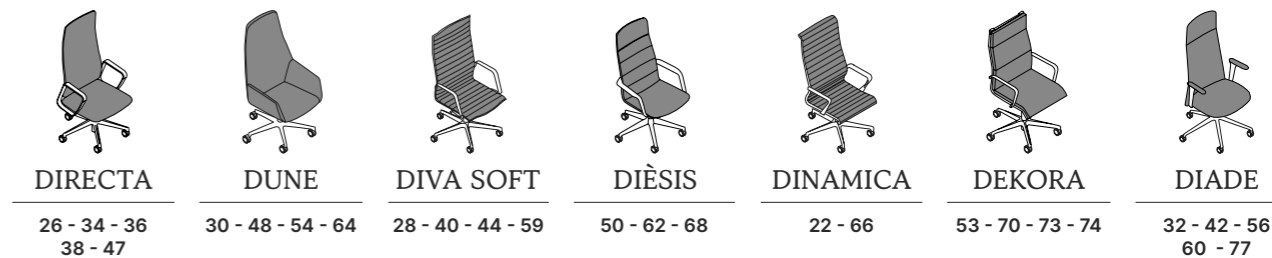 DIRECTA
26 - 34 - 36
38 - 47
DUNE
30 - 48 - 54 - 64
DIVA SOFT
28 - 40 - 44 - 59
DIÈSIS
50 - 62 - 68
DINAMICA
22 - 66
DEKORA
53 - 70 - 73 - 74
DIADE
32 - 42 - 56
60 - 77